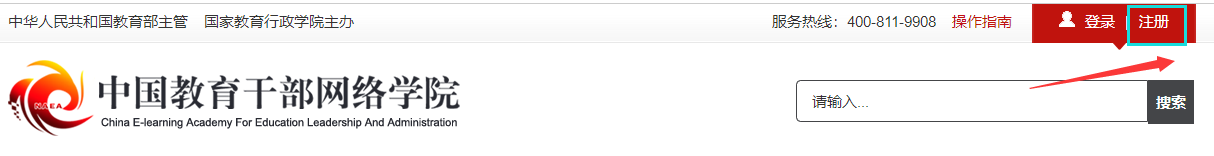 中华人民共和国教育部主管 国家教育行政学院主办 服务热线：400-811-9908 操作指南 登录 | 注册
NAEA
中国教育干部网络学院
China E-learning Academy For Education Leadership And Administration
请输入... 搜索